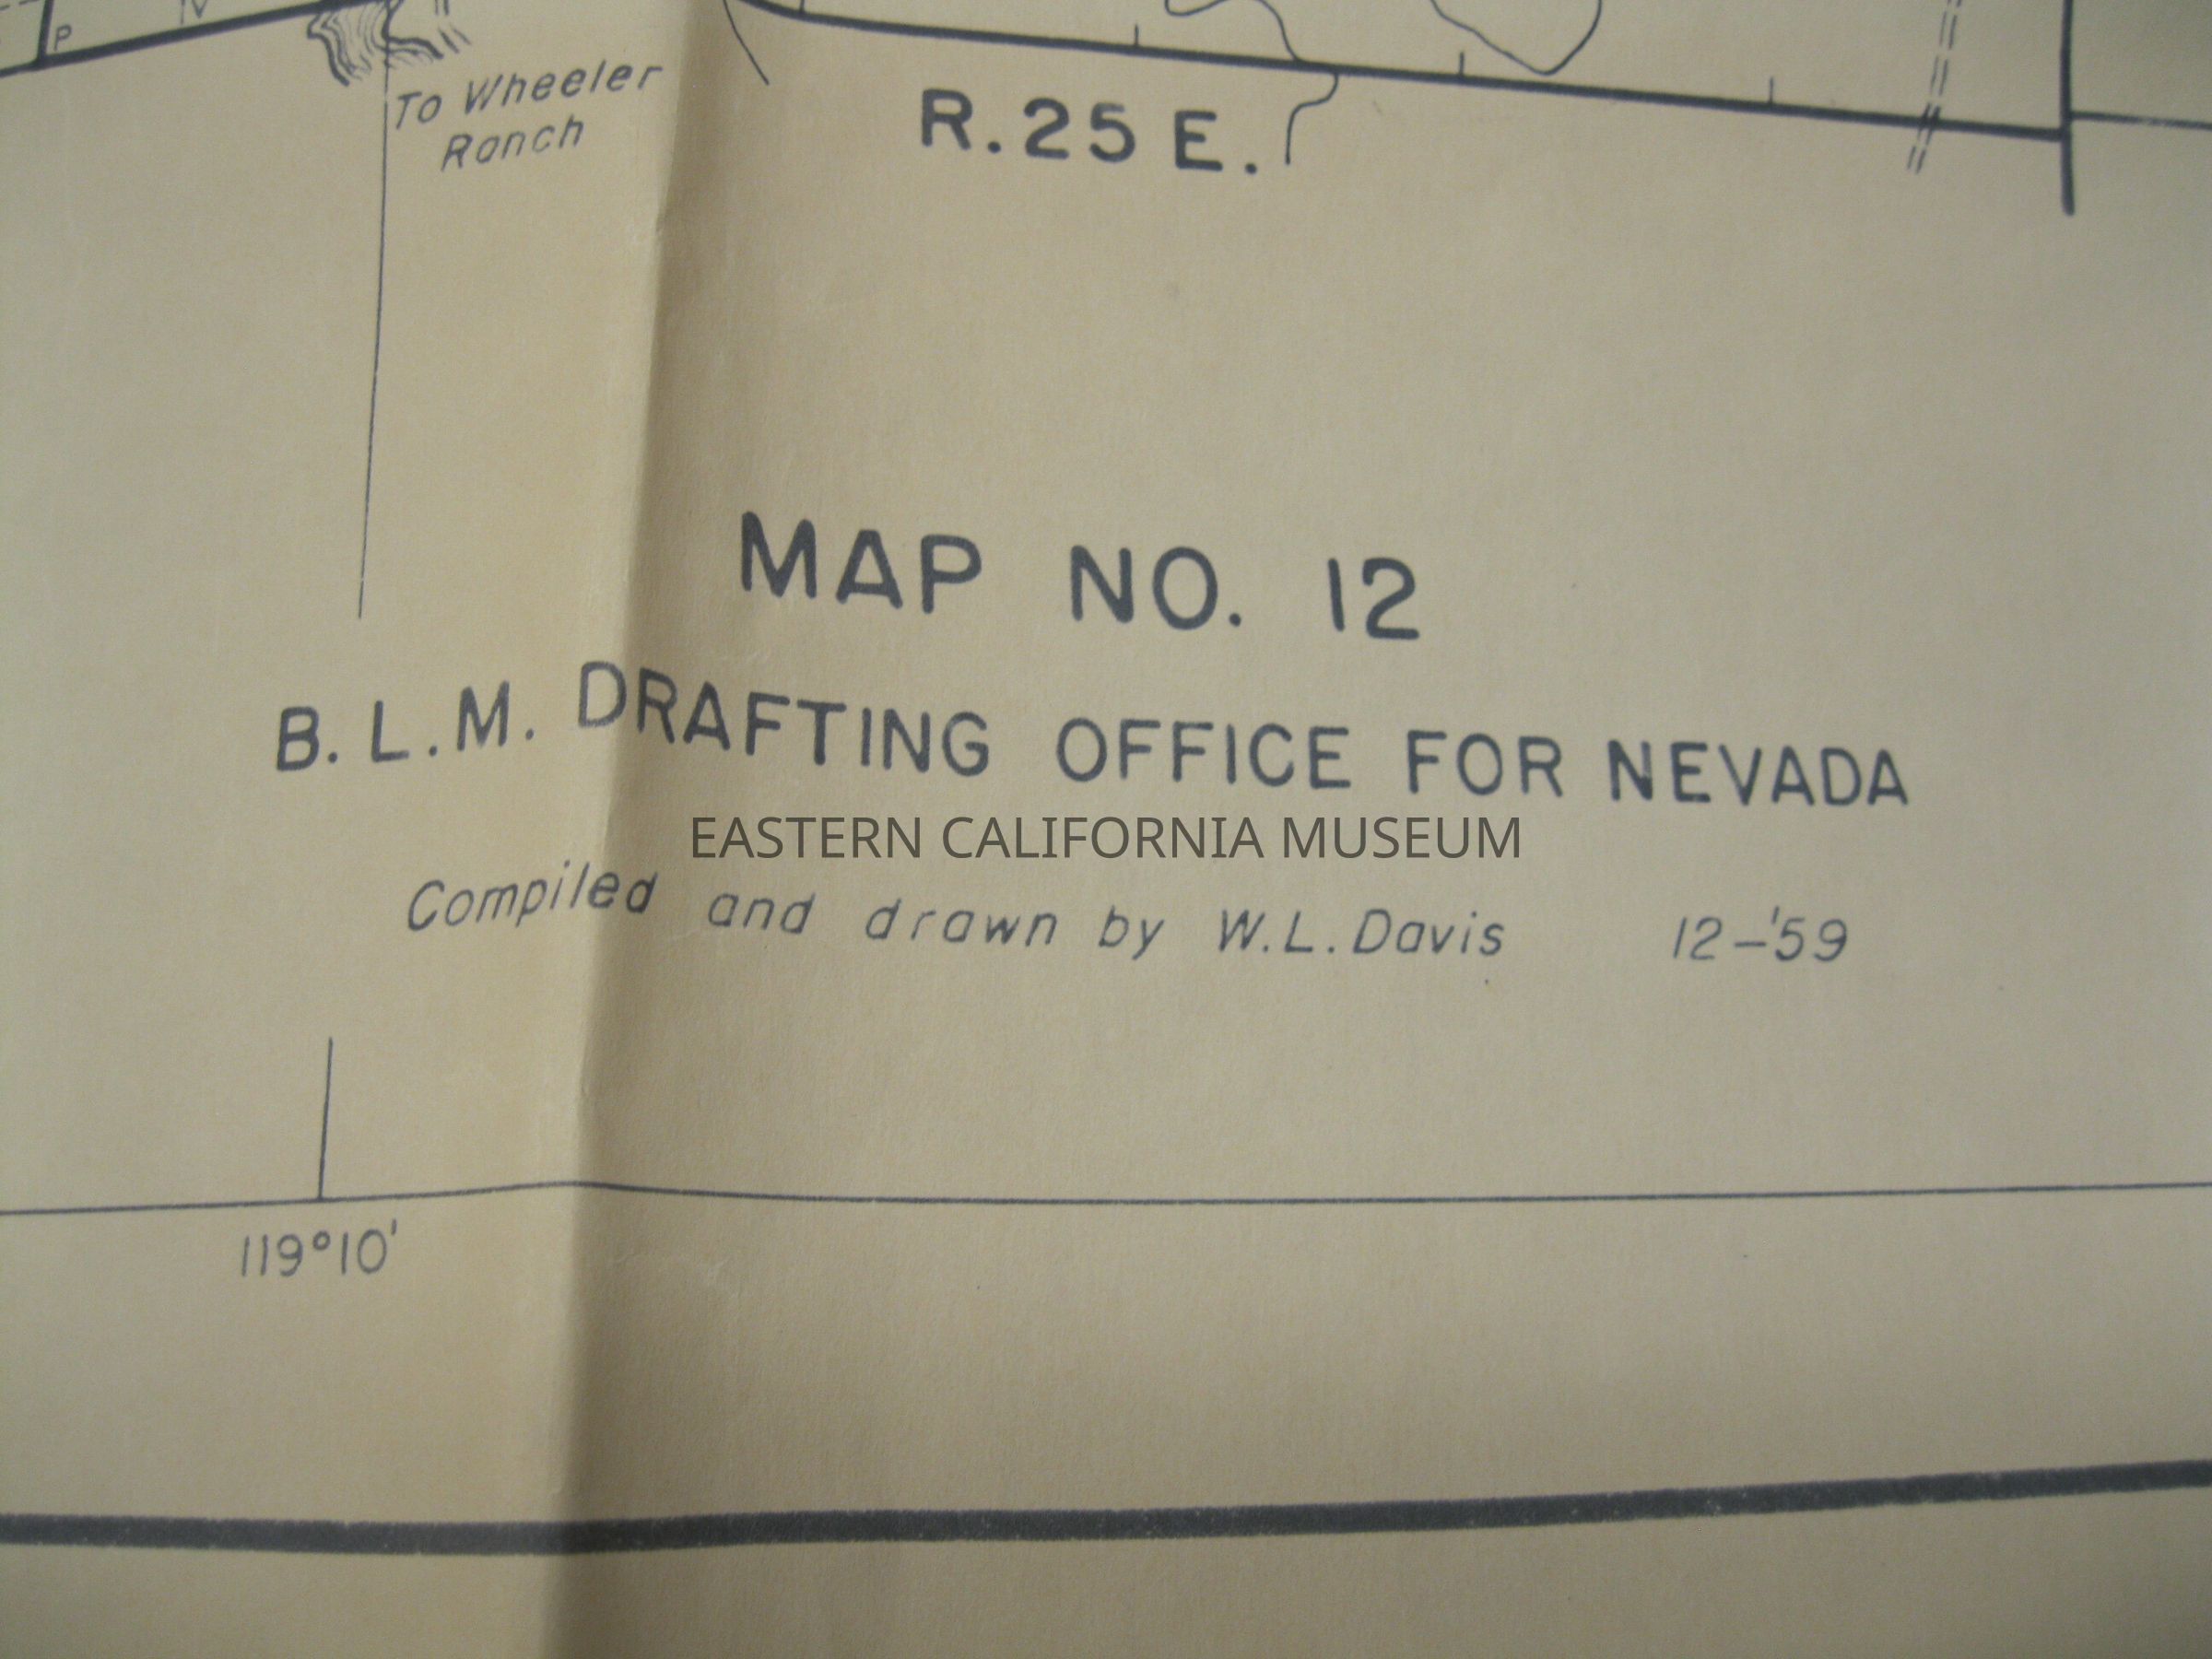 IV
P
To Wheeler
Ranch
R. 25 E.
MAP NO. 12
B. L. M. DRAFTING OFFICE FOR NEVADA
EASTERN CALIFORNIA MUSEUM
Compiled and drawn by W. L. Davis 12-'59
119°10'